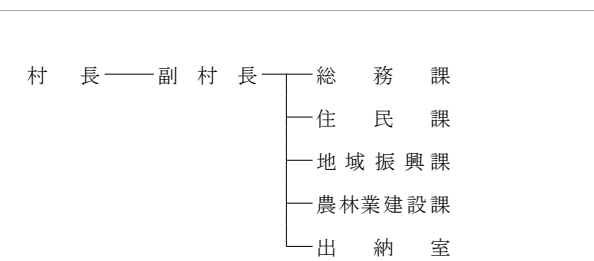 村長 副村長 総務課
住民課
地域振興課
農林業建設課
出納室